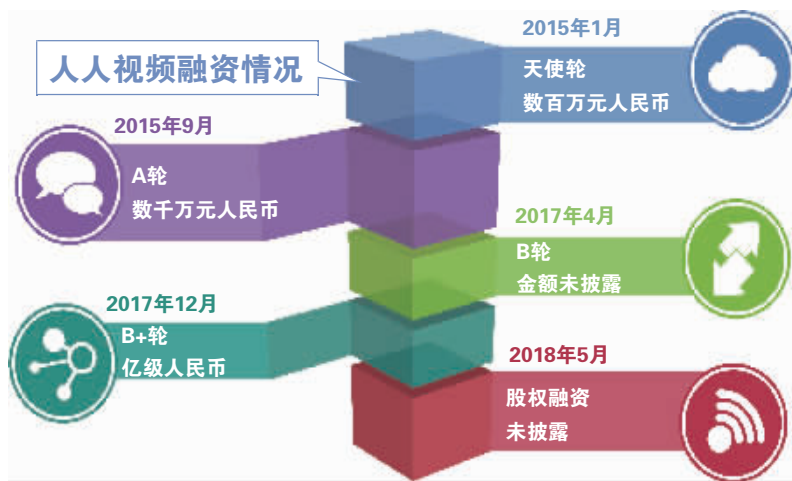 人人视频融资情况
2015年1月
天使轮
数百万元人民币
2015年9月
A轮
数千万元人民币
2017年4月
B轮
金额未披露
2017年12月
B+轮
亿级人民币
2018年5月
股权融资
未披露